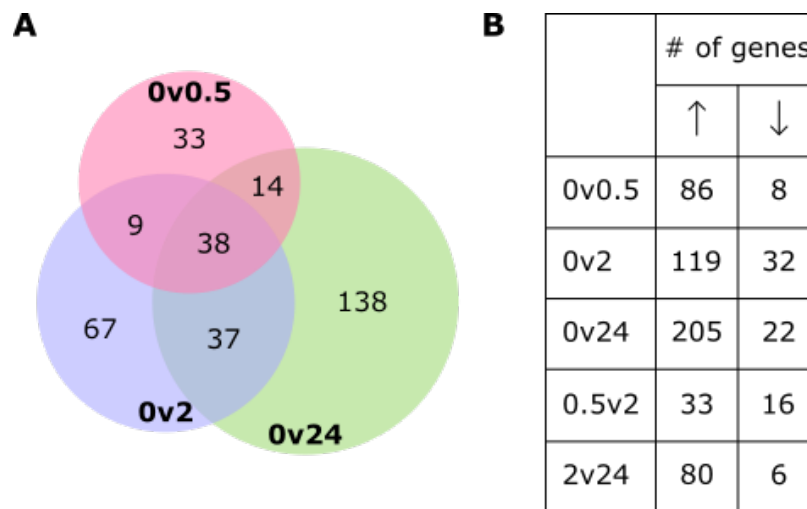 A
0v0.5
33
14
9
38
138
67
37
0v2
0v24
B
# of genes
↑ ↓
0v0.5 86 8
0v2 119 32
0v24 205 22
0.5v2 33 16
2v24 80 6